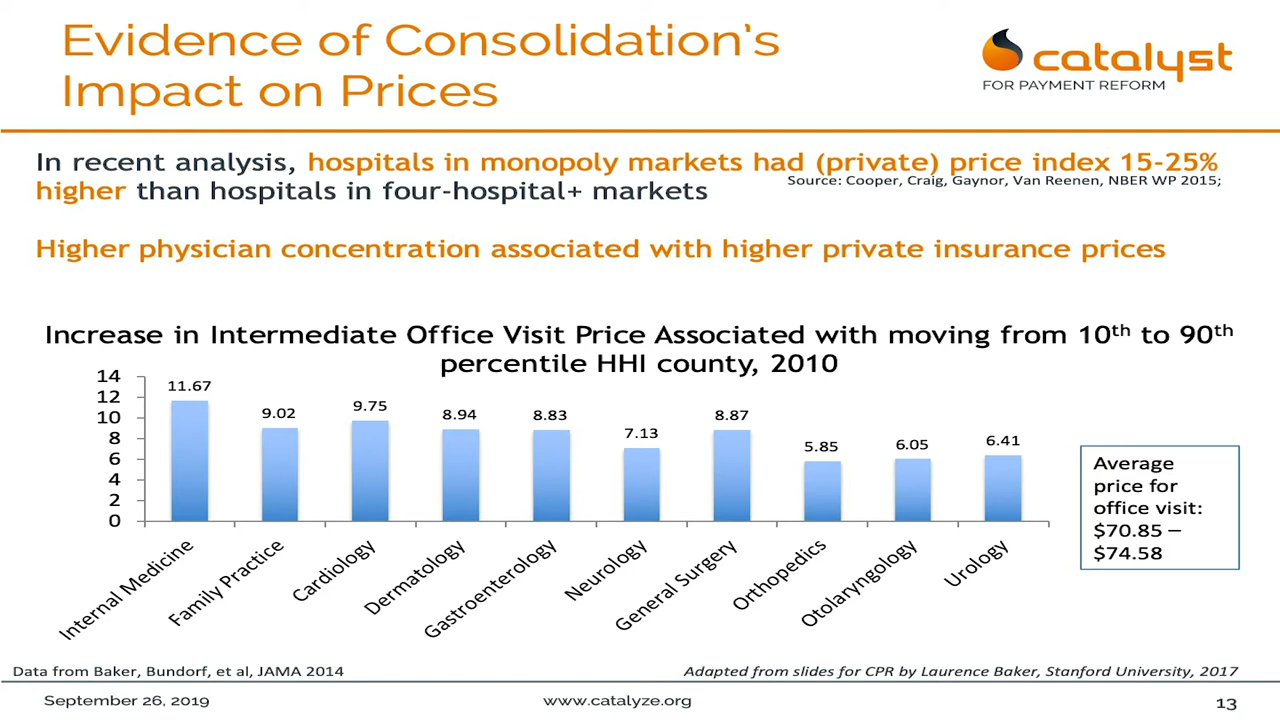 Evidence of Consolidation's
Impact on Prices
catalyst
FOR PAYMENT REFORM
In recent analysis, hospitals in monopoly markets had (private) price index 15-25%
higher than hospitals in four-hospital+ markets
Source: Cooper, Craig, Gaynor, Van Reenen, NBER WP 2015;
Higher physician concentration associated with higher private insurance prices
Increase in Intermediate Office Visit Price Associated with moving from 10th to 90th
percentile HHI county, 2010
14
12
10
8
6
4
2
0
11.67
9.02
9.75
8.94
8.83
7.13
8.87
5.85
6.05
6.41
Internal Medicine
Family Practice
Cardiology
Dermatology
Gastroenterology
Neurology
General Surgery
Orthopedics
Otolaryngology
Urology
Average
price for
office visit:
$70.85 –
$74.58
Data from Baker, Bundorf, et al, JAMA 2014
Adapted from slides for CPR by Laurence Baker, Stanford University, 2017
September 26, 2019
www.catalyze.org
13